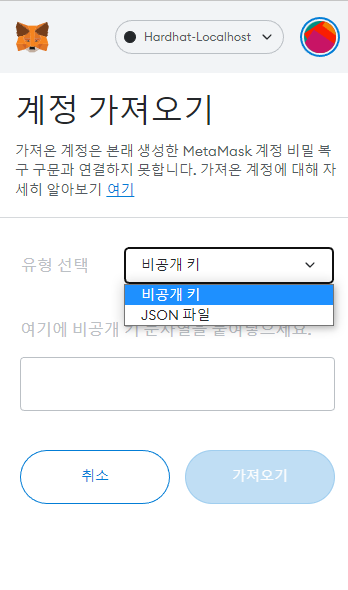 Hardhat-Localhost
계정 가져오기
가져온 계정은 본래 생성한 MetaMask 계정 비밀 복
구 구문과 연결하지 못합니다. 가져온 계정에 대해 자
세히 알아보기 여기
유형 선택
비공개 키
비공개 키
JSON 파일
여기에 비공개 키 문자열을 붙여넣으세요.
취소
가져오기